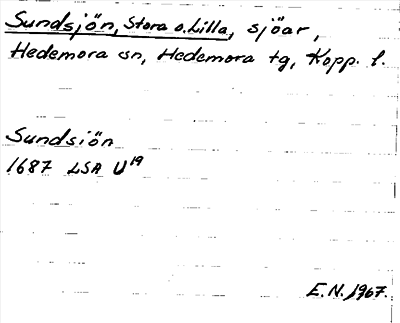 Sundsjön, Stora o. Lilla, sjöar,
Hedemora sn, Hedemora tg, Kopp. l.
Sundsiön
1687 LSA U19
E.N. 1967.